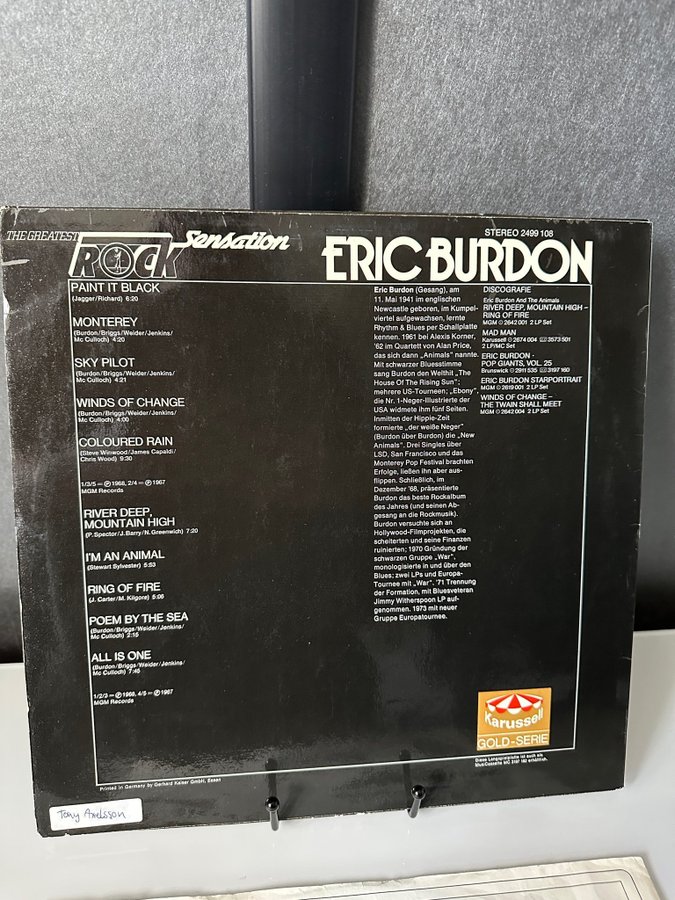 THE GREATEST
ROCK
Sensation
STEREO 2499 108
ERIC BURDON
PAINT IT BLACK
(Jagger/Richard) 6:20
MONTEREY
(Burdon/Briggs/Weider/Jenkins/
Mc Culloch) 4:20
SKY PILOT
(Burdon/Briggs/Weider/Jenkins/
Mc Culloch) 4:21
WINDS OF CHANGE
(Burdon/Briggs/Weider/Jenkins/
Mc Culloch) 4:00
COLOURED RAIN
(Steve Winwood/James Capaldi/
Chris Wood) 9:30
1/3/5 = Ⓟ 1968, 2/4 = Ⓟ 1967
MGM Records
RIVER DEEP,
MOUNTAIN HIGH
(P. Spector/J. Barry/N. Greenwich) 7:20
I'M AN ANIMAL
(Stewart Sylvester) 5:53
RING OF FIRE
(J. Carter/M. Kilgore) 5:06
POEM BY THE SEA
(Burdon/Briggs/Weider/Jenkins/
Mc Culloch) 2:15
ALL IS ONE
(Burdon/Briggs/Weider/Jenkins/
Mc Culloch) 7:45
1/2/3 = Ⓟ 1968, 4/5 = Ⓟ 1967
MGM Records
Eric Burdon (Gesang), am
11. Mai 1941 im englischen
Newcastle geboren, im Kumpel-
viertel aufgewachsen, lernte
Rhythm & Blues per Schallplatte
kennen. 1961 bei Alexis Korner,
'62 im Quartett von Alan Price,
das sich dann „Animals" nannte.
Mit schwarzer Bluesstimme
sang Burdon den Welthit „The
House Of The Rising Sun";
mehrere US-Tourneen; „Ebony"
die Nr. 1-Neger-Illustrierte der
USA widmete ihm fünf Seiten.
Inmitten der Hippie-Zeit
formierte „der weiße Neger"
(Burdon über Burdon) die „New
Animals". Drei Singles über
LSD, San Francisco und das
Monterey Pop Festival brachten
Erfolge, ließen ihn aber aus-
flippen. Schließlich, im
Dezember '68, präsentierte
Burdon das beste Rockalbum
des Jahres (und seinen Ab-
gesang an die Rockmusik).
Burdon versuchte sich an
Hollywood-Filmprojekten, die
scheiterten und seine Finanzen
ruinierten; 1970 Gründung der
schwarzen Gruppe „War",
monologisierte in und über den
Blues; zwei LPs und Europa-
Tournee mit „War". '71 Trennung
der Formation, mit Bluesveteran
Jimmy Witherspoon LP auf-
genommen. 1973 mit neuer
Gruppe Europatournee.
DISCOGRAFIE
Eric Burdon And The Animals
RIVER DEEP, MOUNTAIN HIGH –
RING OF FIRE
MGM 2642 001 2 LP Set
MAD MAN
Karussell 2674 004 3573 501
2 LP/MC Set
ERIC BURDON -
POP GIANTS, VOL. 25
Brunswick 2911 535 3197 160
ERIC BURDON STARPORTRAIT
MGM 2619 001 2 LP Set
WINDS OF CHANGE –
THE TWAIN SHALL MEET
MGM 2642 004 2 LP Set
Karussell
GOLD-SERIE
Diese Langspielplatte ist auch als
MusiCassette MC 3197 182 erhältlich.
Printed in Germany by Gerhard Kaiser GmbH, Essen
Tony Axelsson